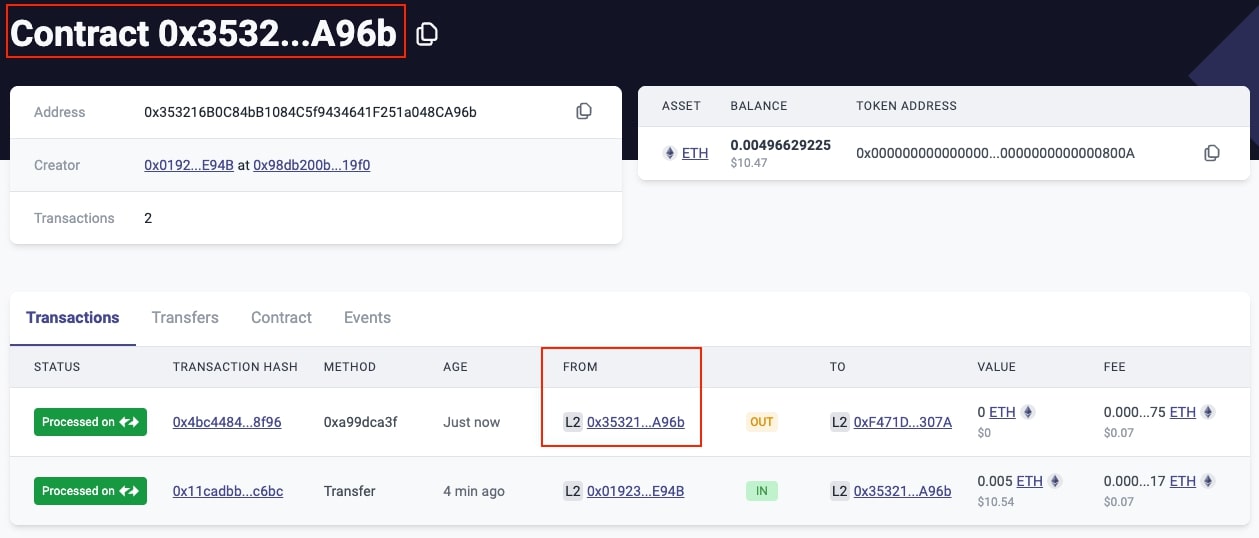 Contract 0x3532...A96b
Address 0x353216B0C84bB1084C5f9434641F251a048CA96b
Creator 0x0192...E94B at 0x98db200b...19f0
Transactions 2
ASSET BALANCE TOKEN ADDRESS
ETH 0.00496629225 0x000000000000000...0000000000000800A
$10.47
Transactions Transfers Contract Events
STATUS TRANSACTION HASH METHOD AGE FROM TO VALUE FEE
Processed on 0x4bc4484...8f96 0xa99dca3f Just now L2 0x35321...A96b OUT L2 0xF471D...307A 0 ETH 0.000...75 ETH
$0 $0.07
Processed on 0x11cadbb...c6bc Transfer 4 min ago L2 0x01923...E94B IN L2 0x35321...A96b 0.005 ETH 0.000...17 ETH
$10.54 $0.07